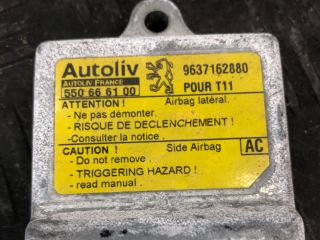 Autoliv
AUTOLIV FRANCE
550 66 61 00
9637162880
POUR T11
ATTENTION ! Airbag latéral.
- Ne pas démonter.
- RISQUE DE DECLENCHEMENT !
-Consulter la notice .
CAUTION ! Side Airbag AC
- Do not remove .
- TRIGGERING HAZARD !
- read manual .